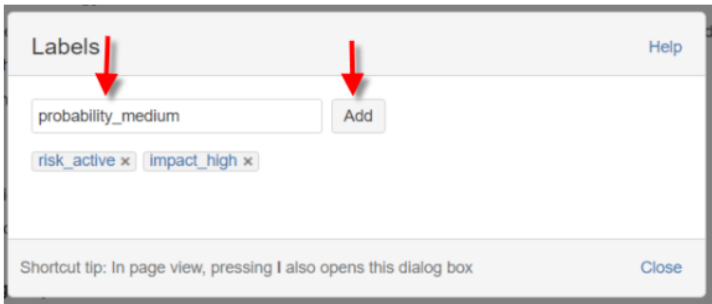 Labels
Help
probability_medium
Add
risk_active × impact_high ×
Shortcut tip: In page view, pressing l also opens this dialog box
Close